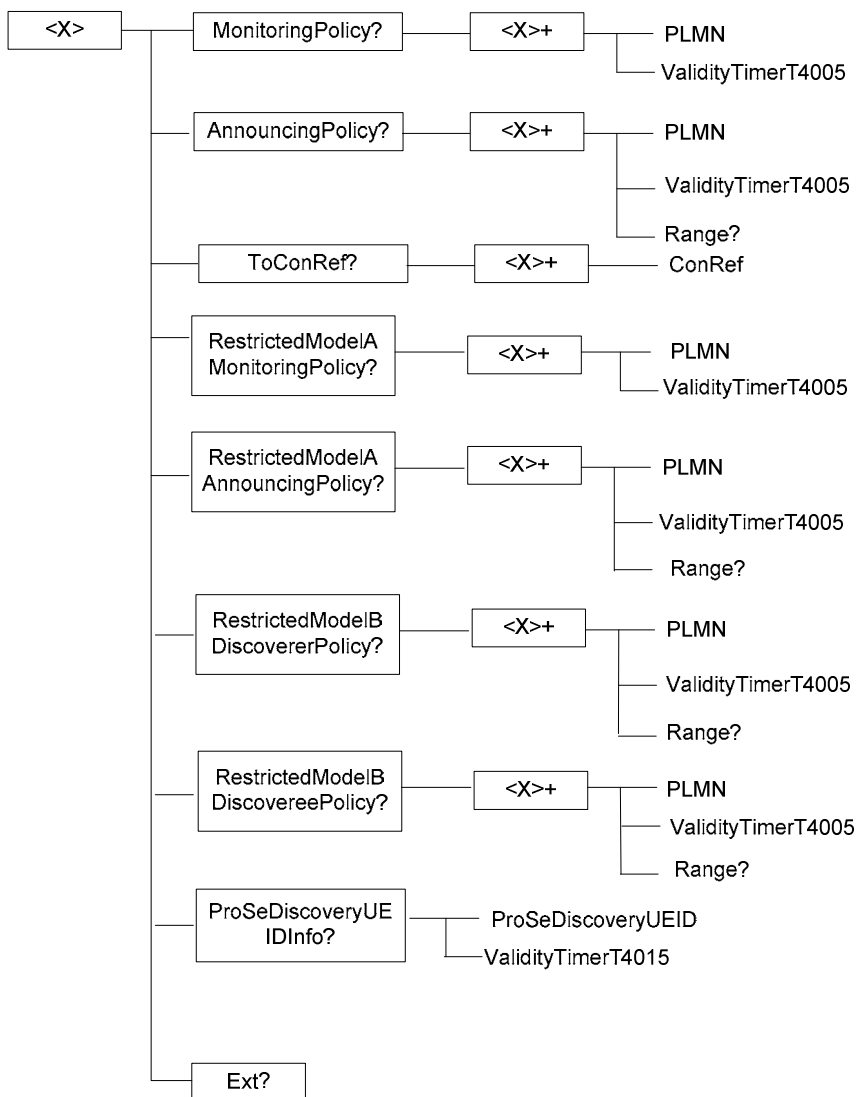 <X>
MonitoringPolicy?
<X>+
PLMN
ValidityTimerT4005
AnnouncingPolicy?
<X>+
PLMN
ValidityTimerT4005
Range?
ToConRef?
<X>+
ConRef
RestrictedModelA
MonitoringPolicy?
<X>+
PLMN
ValidityTimerT4005
RestrictedModelA
AnnouncingPolicy?
<X>+
PLMN
ValidityTimerT4005
Range?
RestrictedModelB
DiscovererPolicy?
<X>+
PLMN
ValidityTimerT4005
Range?
RestrictedModelB
DiscovereePolicy?
<X>+
PLMN
ValidityTimerT4005
Range?
ProSeDiscoveryUE
IDInfo?
ProSeDiscoveryUEID
ValidityTimerT4015
Ext?